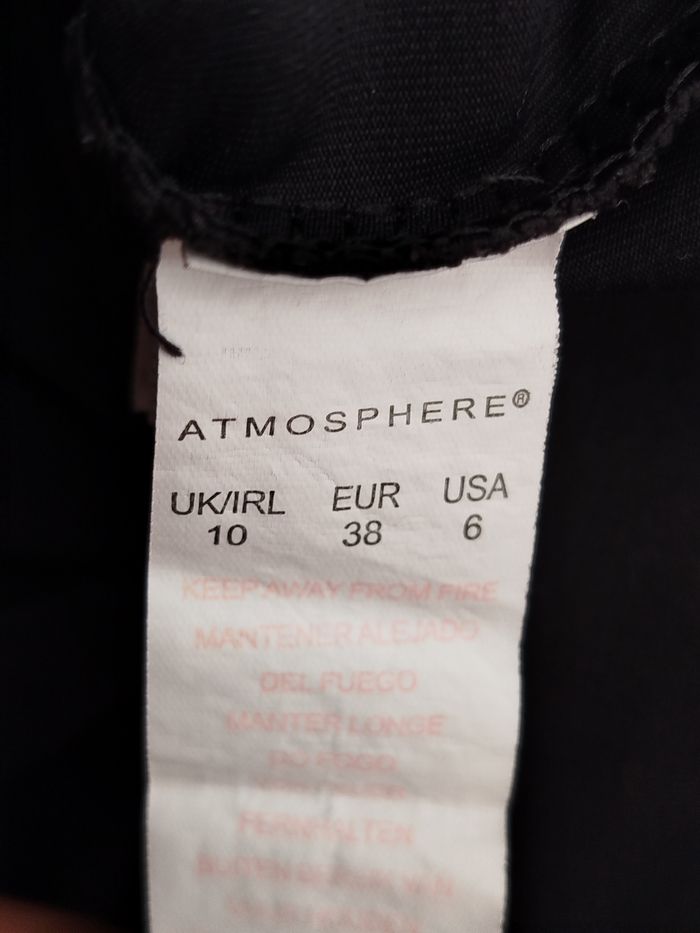 ATMOSPHERE®
UK/IRL EUR USA
10 38 6
KEEP AWAY FROM FIRE
MANTENER ALEJADO
DEL FUEGO
MANTER LONGE
DO FOGO
FERNHALTEN